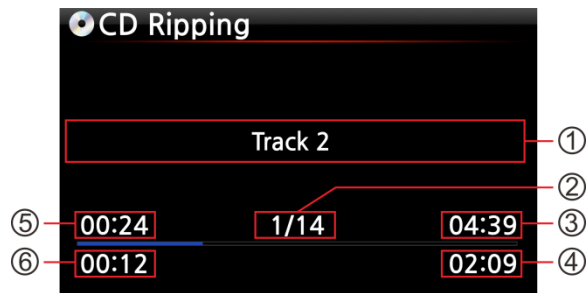 CD Ripping
Track 2
①
②
⑤ 00:24 1/14 04:39 ③
⑥ 00:12 02:09 ④